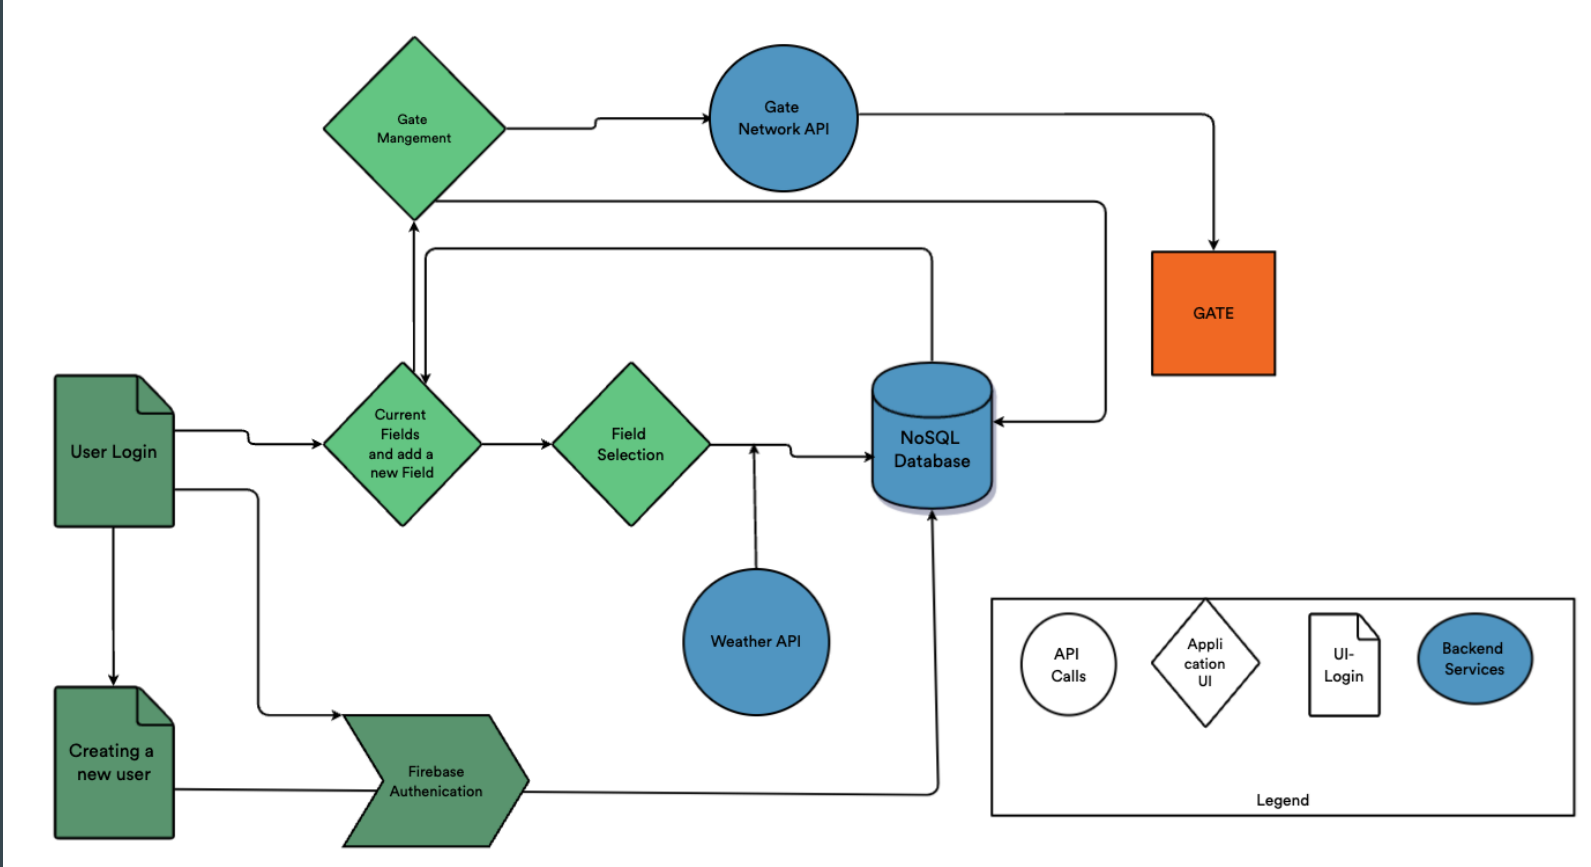 Gate
Mangement
Gate
Network API
GATE
User Login
Current
Fields
and add a
new Field
Field
Selection
NoSQL
Database
Weather API
Creating a
new user
Firebase
Authenication
API
Calls
Appli
cation
UI
UI-
Login
Backend
Services
Legend